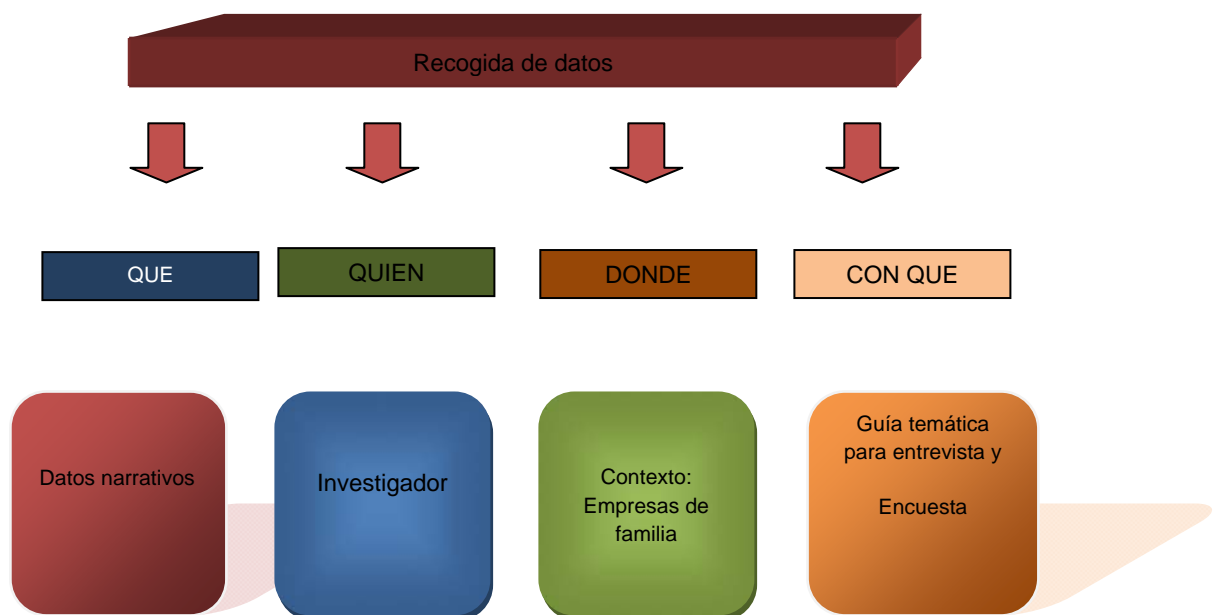 Recogida de datos
QUE
QUIEN
DONDE
CON QUE
Datos narrativos
Investigador
Contexto:
Empresas de
familia
Guía temática
para entrevista y
Encuesta